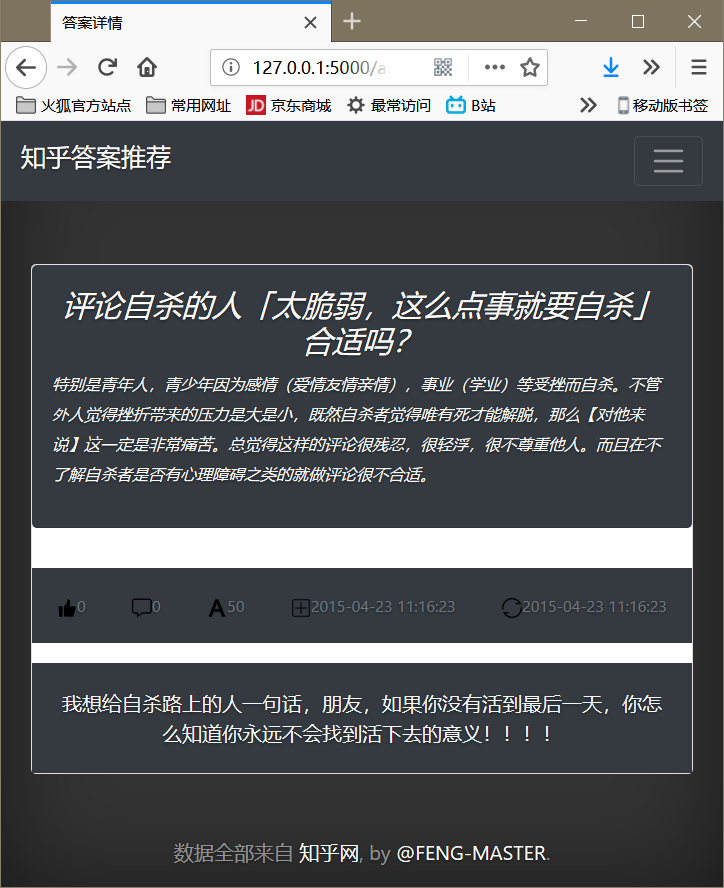 答案详情
127.0.0.1:5000/a
火狐官方站点 常用网址 JD 京东商城 最常访问 B站 移动版书签
知乎答案推荐
评论自杀的人「太脆弱，这么点事就要自杀」
合适吗？
特别是青年人，青少年因为感情（爱情友情亲情），事业（学业）等受挫而自杀。不管
外人觉得挫折带来的压力是大是小，既然自杀者觉得唯有死才能解脱，那么【对他来
说】这一定是非常痛苦。总觉得这样的评论很残忍，很轻浮，很不尊重他人。而且在不
了解自杀者是否有心理障碍之类的就做评论很不合适。
0 0 A 50 2015-04-23 11:16:23 2015-04-23 11:16:23
我想给自杀路上的人一句话，朋友，如果你没有活到最后一天，你怎
么知道你永远不会找到活下去的意义！！！！
数据全部来自 知乎网, by @FENG-MASTER.